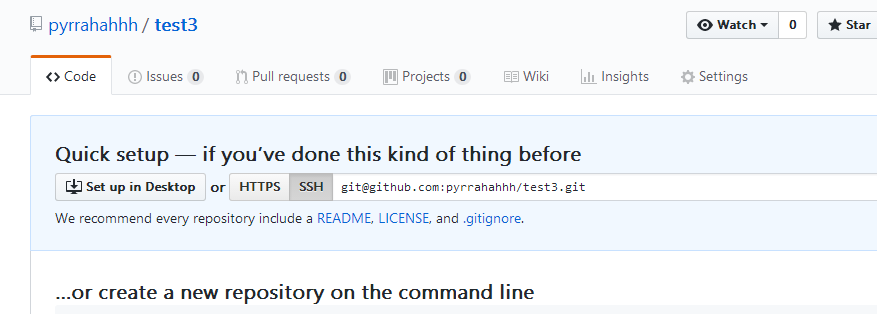 pyrrahahhh / test3
Watch 0 Star
Code Issues 0 Pull requests 0 Projects 0 Wiki Insights Settings
Quick setup — if you’ve done this kind of thing before
Set up in Desktop or HTTPS SSH git@github.com:pyrrahahhh/test3.git
We recommend every repository include a README, LICENSE, and .gitignore.
…or create a new repository on the command line